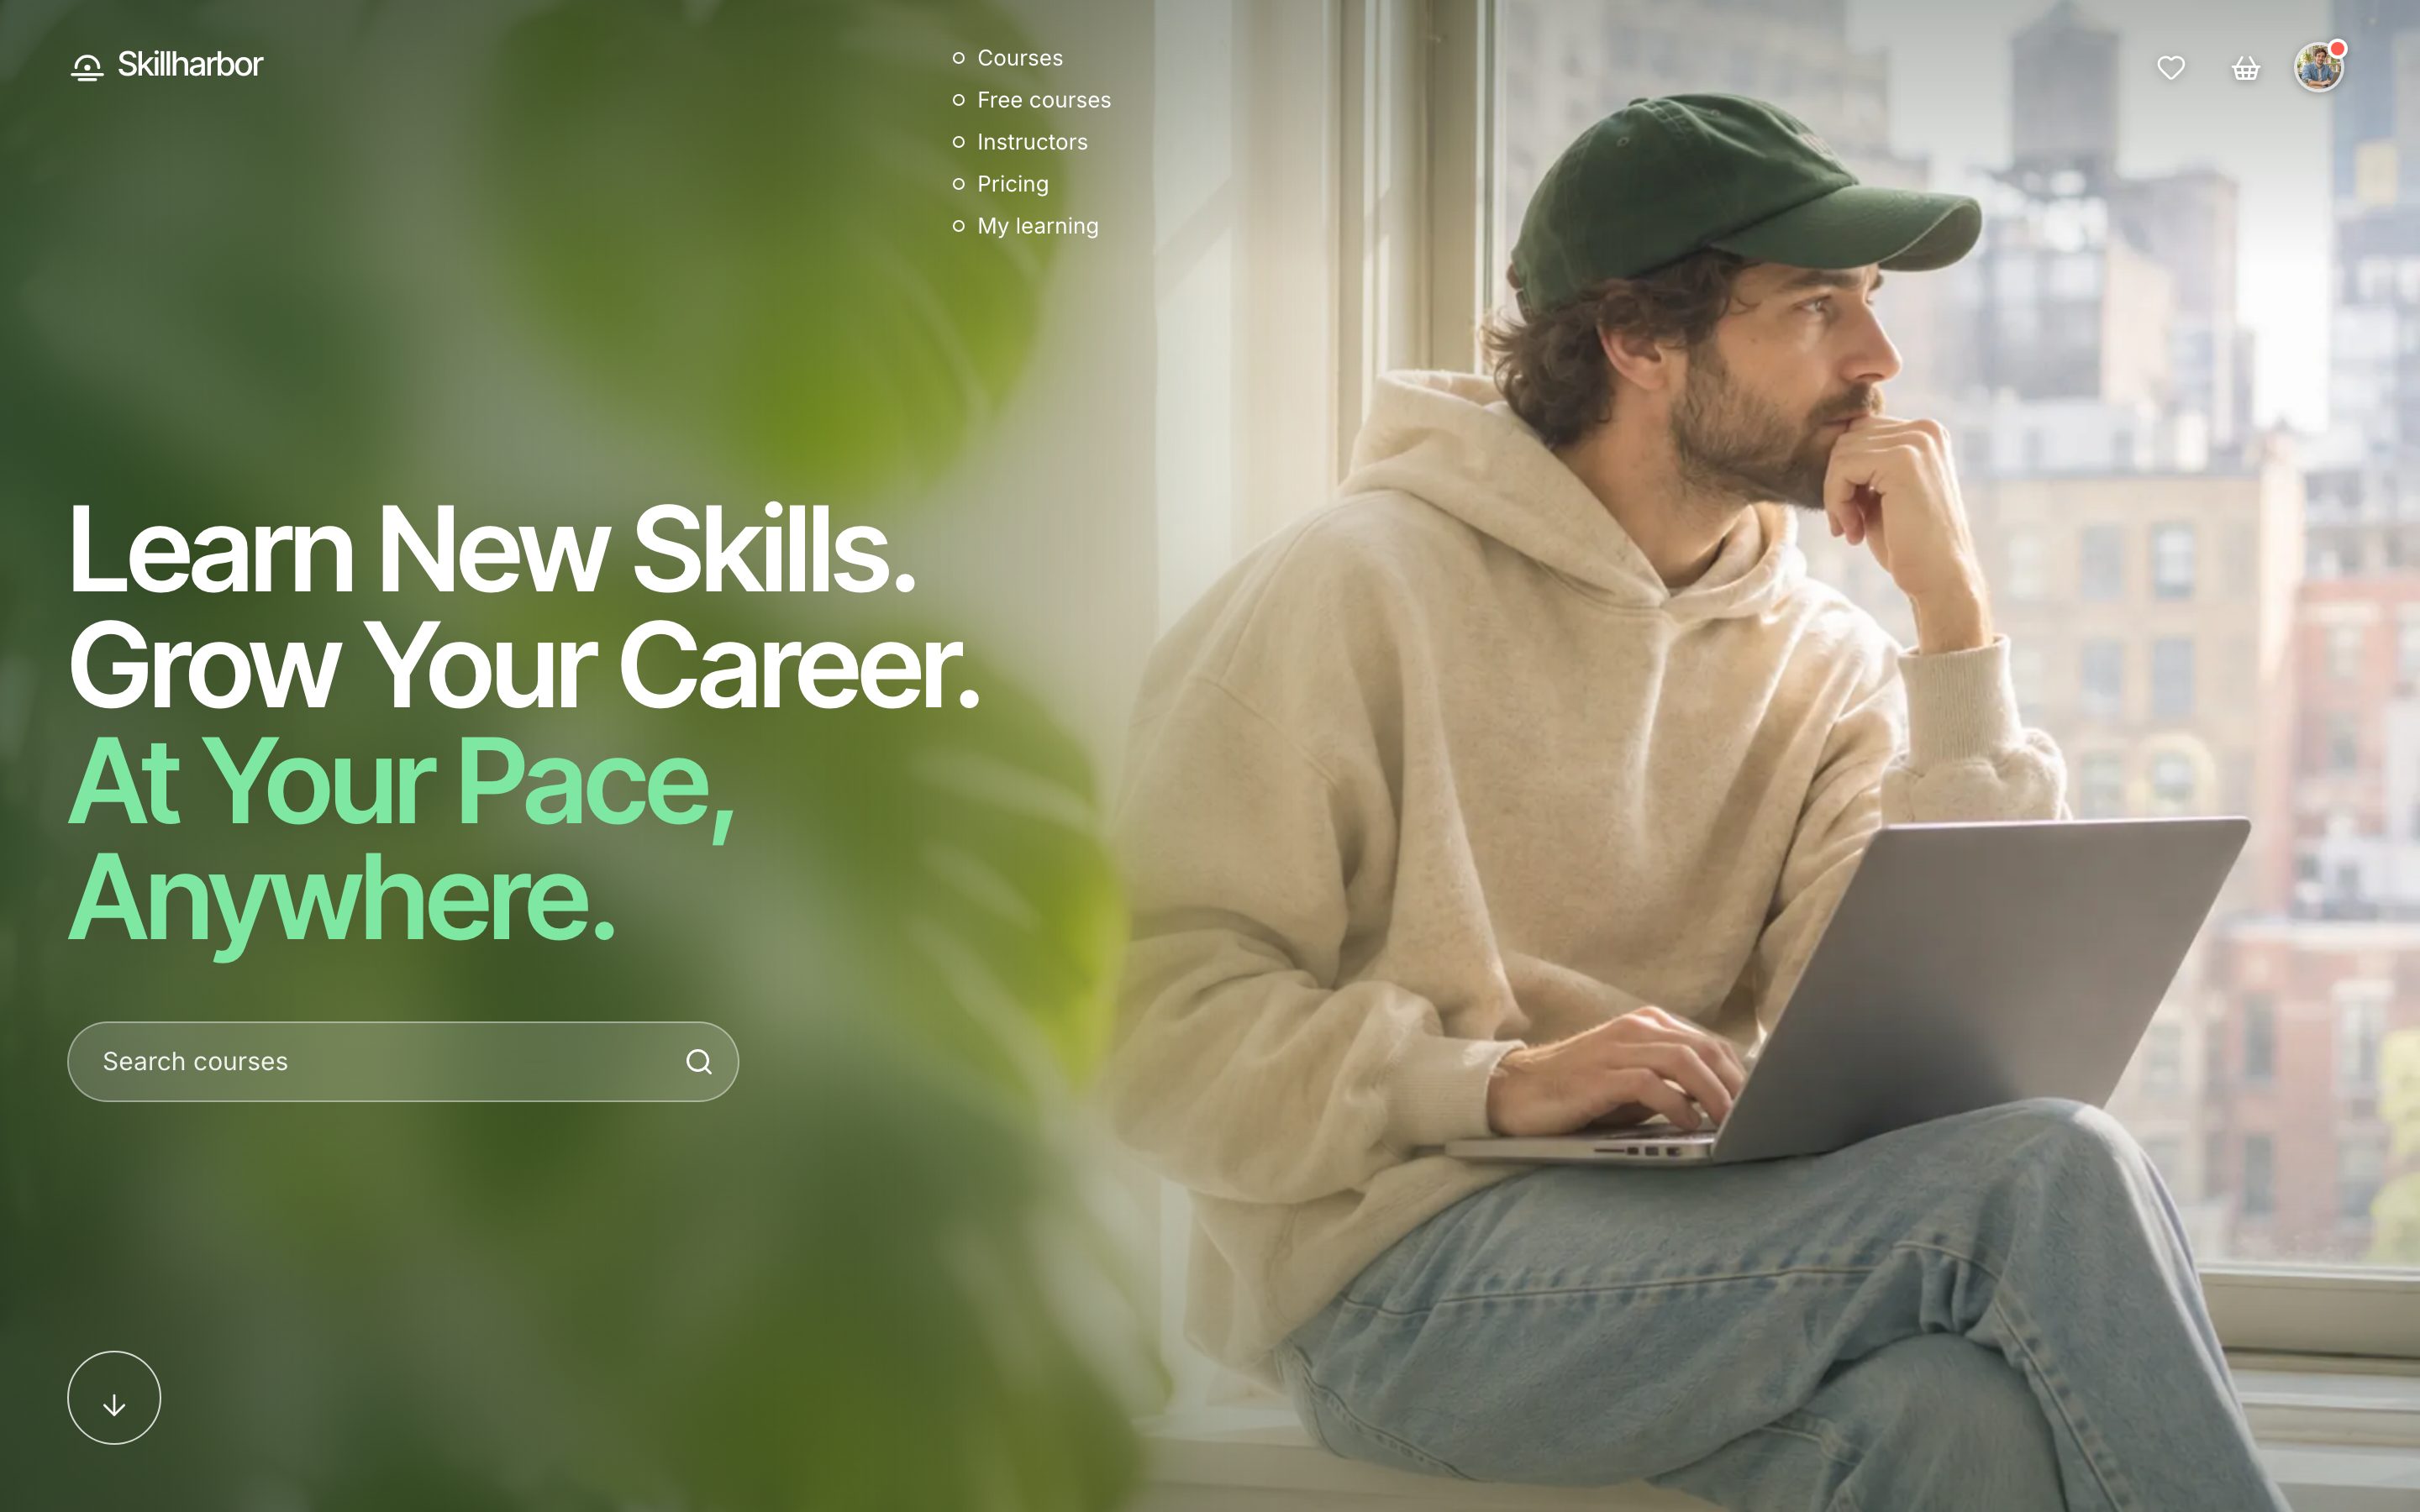 Skillharbor
Courses
Free courses
Instructors
Pricing
My learning
Learn New Skills.
Grow Your Career.
At Your Pace,
Anywhere.
Search courses